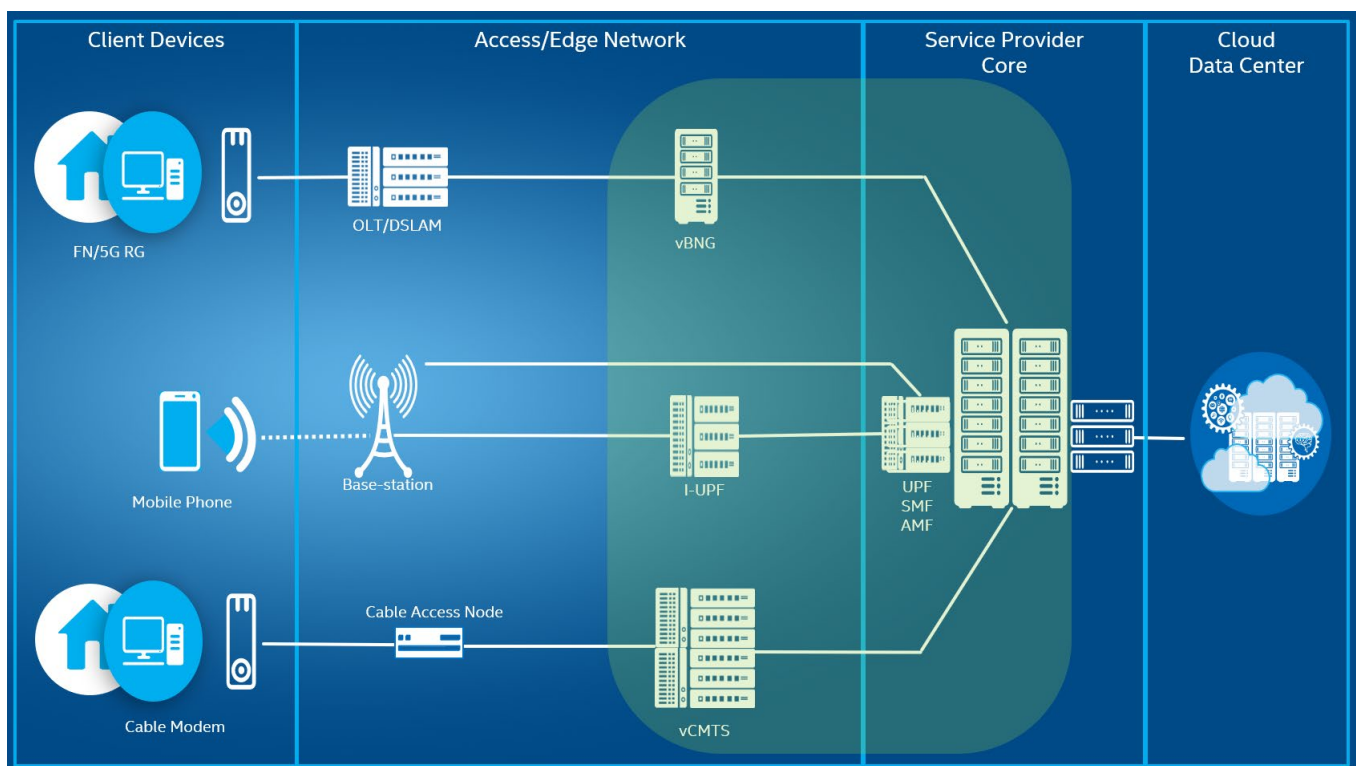 Client Devices
Access/Edge Network
Service Provider
Core
Cloud
Data Center
FN/5G RG
OLT/DSLAM
vBNG
Mobile Phone
Base-station
I-UPF
UPF
SMF
AMF
Cable Modem
Cable Access Node
vCMTS